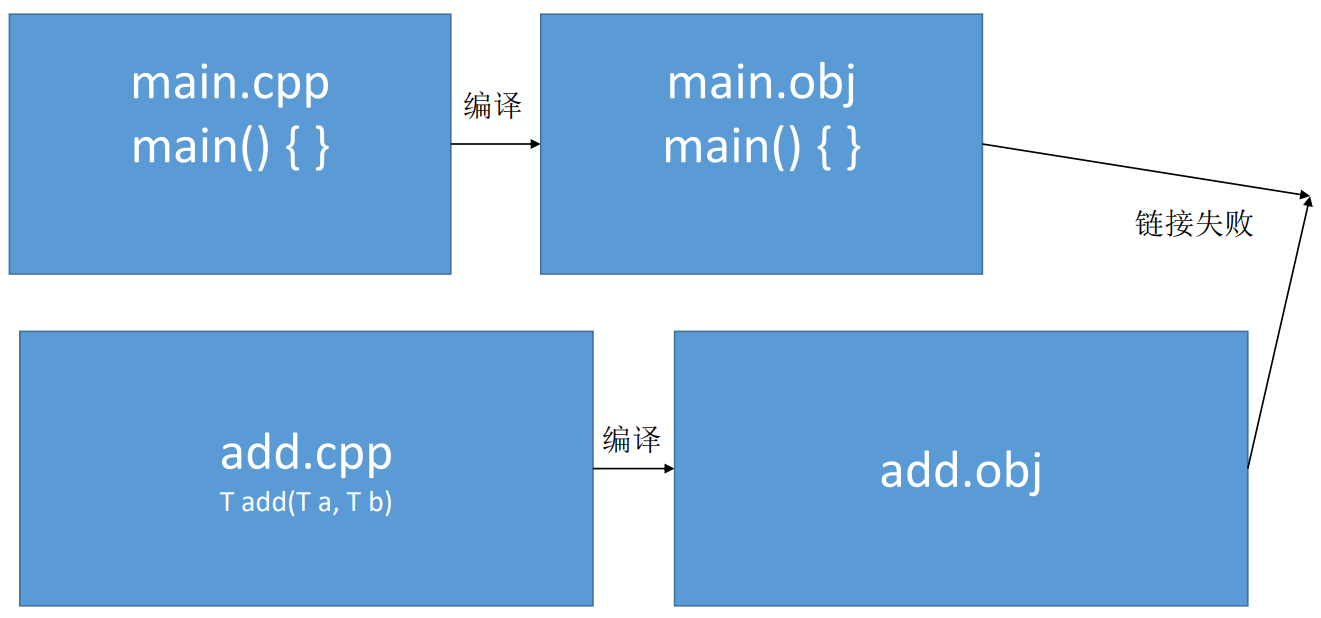 main.cpp
main() { }
编译
main.obj
main() { }
链接失败
add.cpp
T add(T a, T b)
编译
add.obj